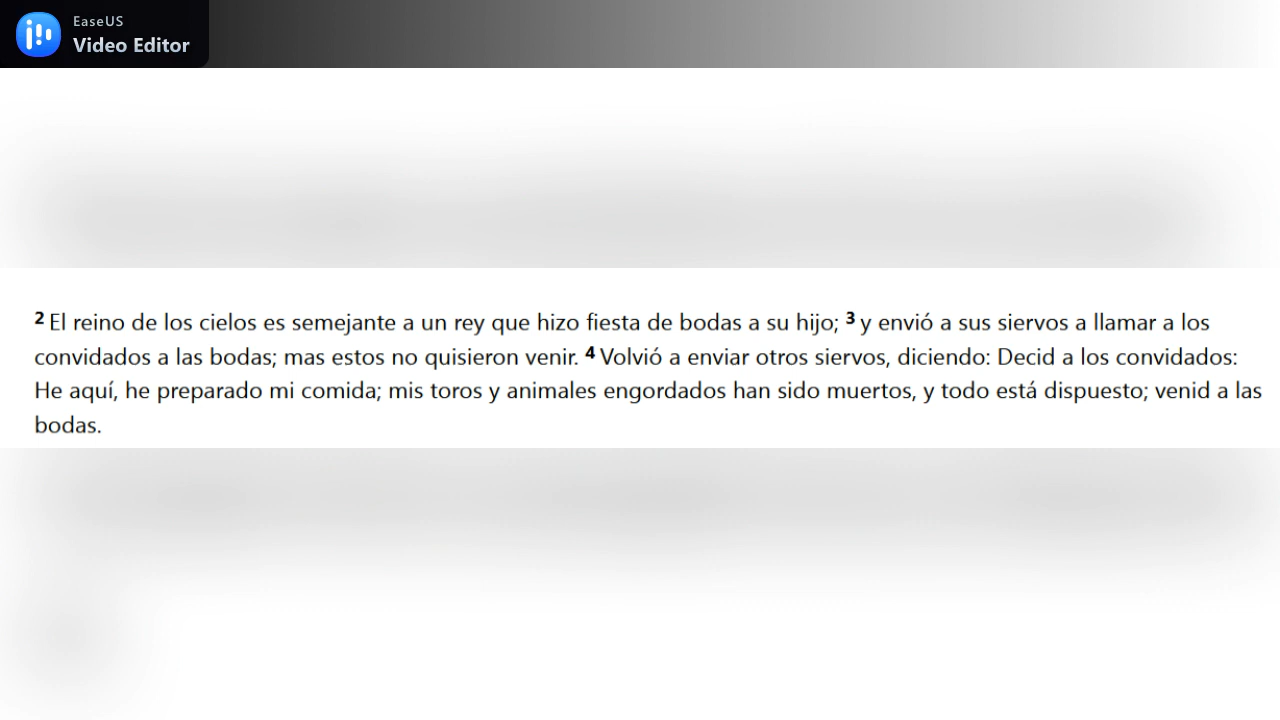 EaseUS
Video Editor
2 El reino de los cielos es semejante a un rey que hizo fiesta de bodas a su hijo; 3 y envió a sus siervos a llamar a los
convidados a las bodas; mas estos no quisieron venir. 4 Volvió a enviar otros siervos, diciendo: Decid a los convidados:
He aquí, he preparado mi comida; mis toros y animales engordados han sido muertos, y todo está dispuesto; venid a las
bodas.